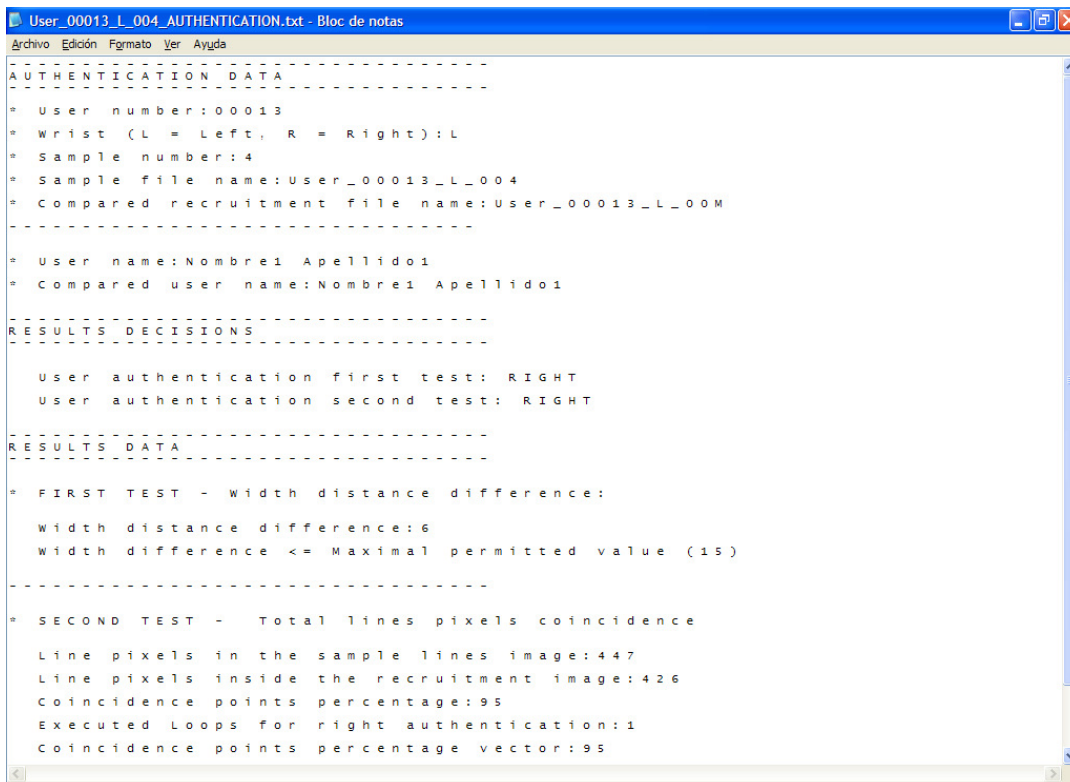 User_00013_L_004_AUTHENTICATION.txt - Bloc de notas
Archivo Edición Formato Ver Ayuda
- - - - - - - - - - - - - - - - - - - - - - - - - - - - - - - - -
AUTHENTICATION DATA
- - - - - - - - - - - - - - - - - - - - - - - - - - - - - - - - -
* User number:00013
* Wrist (L = Left, R = Right):L
* Sample number:4
* Sample file name:User_00013_L_004
* Compared recruitment file name:User_00013_L_00M
- - - - - - - - - - - - - - - - - - - - - - - - - - - - - - - -
* User name:Nombre1 Apellido1
* Compared user name:Nombre1 Apellido1
- - - - - - - - - - - - - - - - - - - - - - - - - - - - - - - - -
RESULTS DECISIONS
- - - - - - - - - - - - - - - - - - - - - - - - - - - - - - - - -
User authentication first test: RIGHT
User authentication second test: RIGHT
- - - - - - - - - - - - - - - - - - - - - - - - - - - - - - - - -
RESULTS DATA
- - - - - - - - - - - - - - - - - - - - - - - - - - - - - - - - -
* FIRST TEST - Width distance difference:
Width distance difference:6
Width difference <= Maximal permitted value (15)
- - - - - - - - - - - - - - - - - - - - - - - - - - - - - - - - -
* SECOND TEST - Total lines pixels coincidence
Line pixels in the sample lines image:447
Line pixels inside the recruitment image:426
Coincidence points percentage:95
Executed Loops for right authentication:1
Coincidence points percentage vector:95